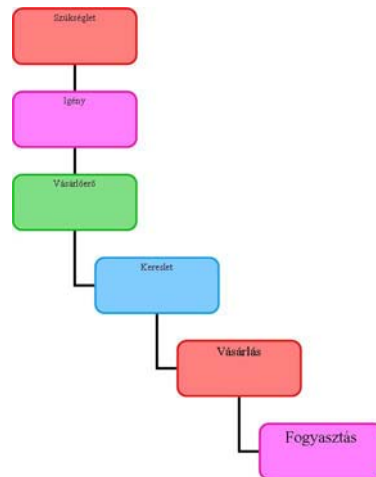 Szükséglet
Igény
Vásárlóerő
Kereslet
Vásárlás
Fogyasztás